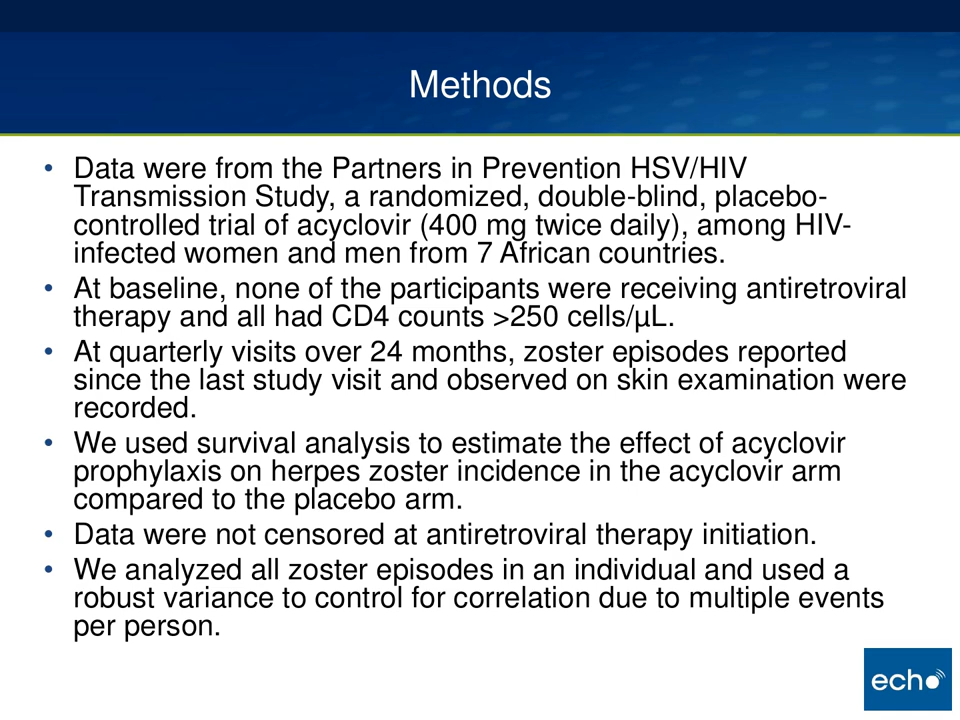 Methods
• Data were from the Partners in Prevention HSV/HIV
Transmission Study, a randomized, double-blind, placebo-
controlled trial of acyclovir (400 mg twice daily), among HIV-
infected women and men from 7 African countries.
• At baseline, none of the participants were receiving antiretroviral
therapy and all had CD4 counts >250 cells/µL.
• At quarterly visits over 24 months, zoster episodes reported
since the last study visit and observed on skin examination were
recorded.
• We used survival analysis to estimate the effect of acyclovir
prophylaxis on herpes zoster incidence in the acyclovir arm
compared to the placebo arm.
• Data were not censored at antiretroviral therapy initiation.
• We analyzed all zoster episodes in an individual and used a
robust variance to control for correlation due to multiple events
per person.
echo